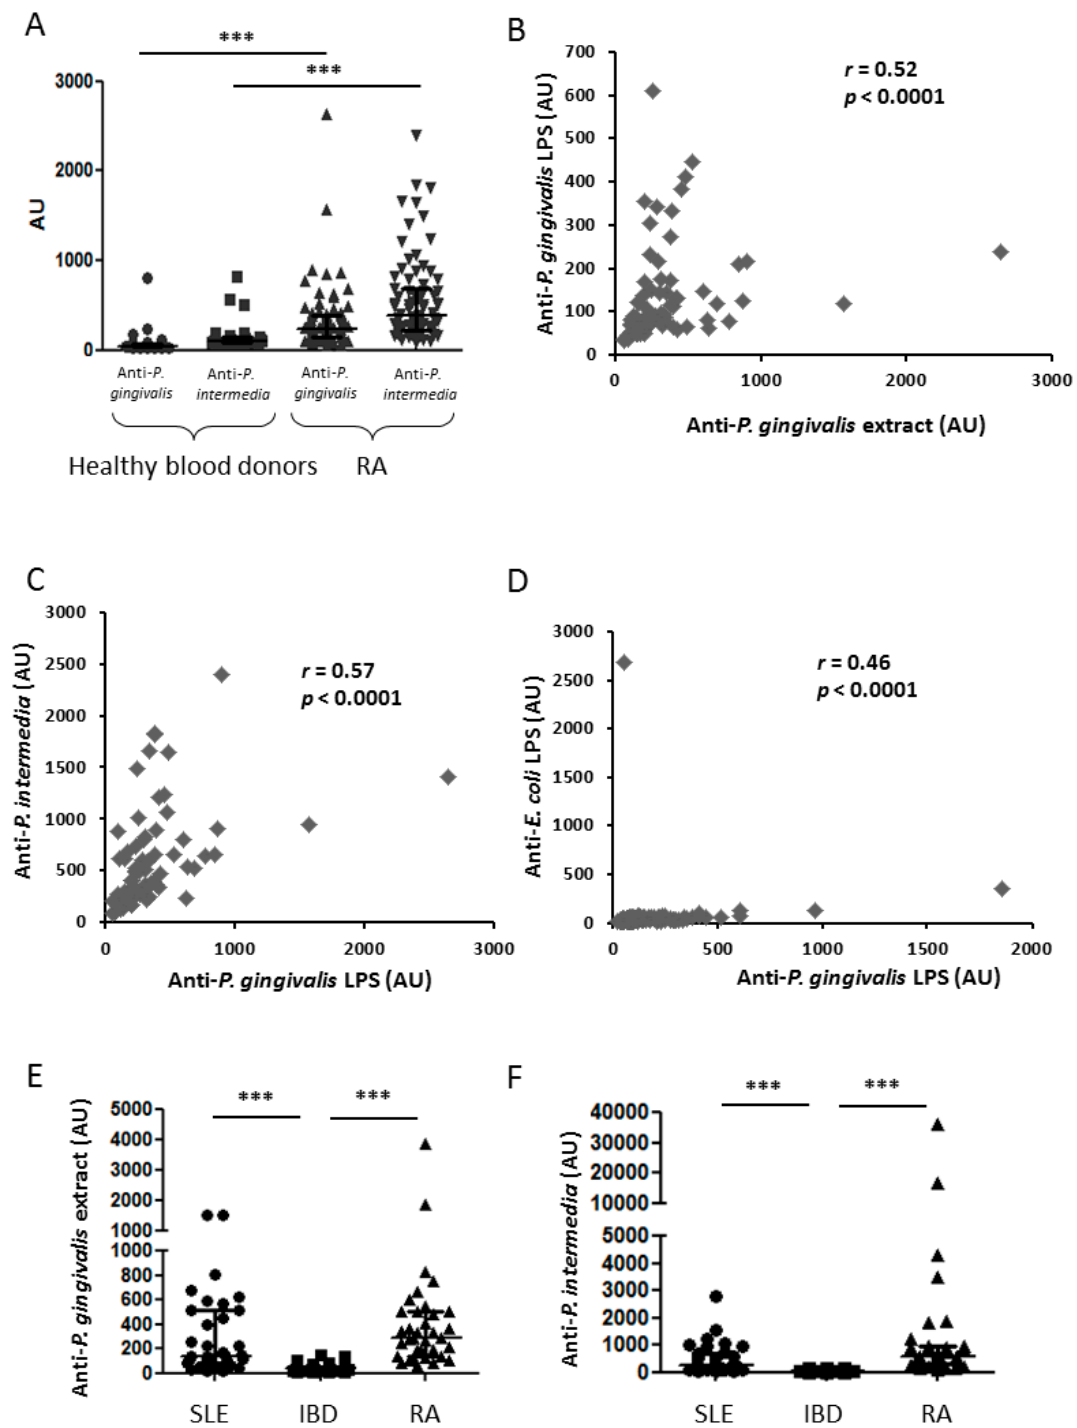 A
***
***
3000
2000
1000
0
AU
Anti-P. gingivalis
Anti-P. intermedia
Anti-P. gingivalis
Anti-P. intermedia
Healthy blood donors
RA
B
700
600
500
400
300
200
100
0
Anti-P. gingivalis LPS (AU)
r = 0.52
p < 0.0001
0 1000 2000 3000
Anti-P. gingivalis extract (AU)
C
3000
2500
2000
1500
1000
500
0
Anti-P. intermedia (AU)
r = 0.57
p < 0.0001
0 1000 2000 3000
Anti-P. gingivalis LPS (AU)
D
3000
2500
2000
1500
1000
500
0
Anti-E. coli LPS (AU)
r = 0.46
p < 0.0001
0 500 1000 1500 2000
Anti-P. gingivalis LPS (AU)
E
***
***
5000
4000
3000
2000
1000
1000
800
600
400
200
0
Anti-P. gingivalis extract (AU)
SLE IBD RA
F
***
***
40000
30000
20000
10000
5000
4000
3000
2000
1000
0
Anti-P. intermedia (AU)
SLE IBD RA